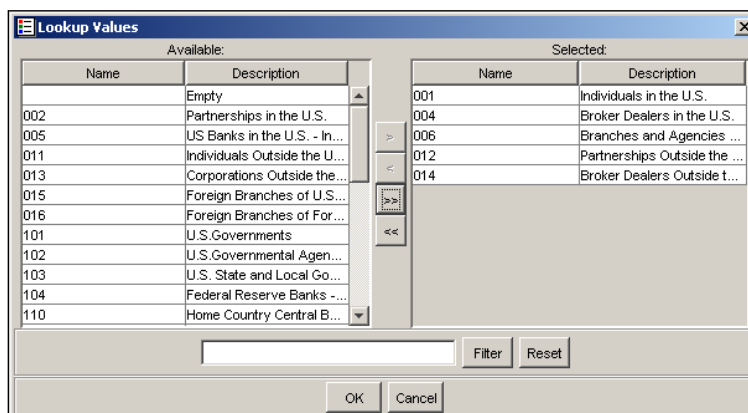 Lookup Values
Available:
Selected:
Name Description
Empty
002 Partnerships in the U.S.
005 US Banks in the U.S. - In...
011 Individuals Outside the U...
013 Corporations Outside the...
015 Foreign Branches of U.S...
016 Foreign Branches of For...
101 U.S.Governments
102 U.S.Governmental Agen...
103 U.S. State and Local Go...
104 Federal Reserve Banks -...
110 Home Country Central B...
>
<
>>
<<
Name Description
001 Individuals in the U.S.
004 Broker Dealers in the U.S.
006 Branches and Agencies ...
012 Partnerships Outside the ...
014 Broker Dealers Outside t...
Filter Reset
OK Cancel